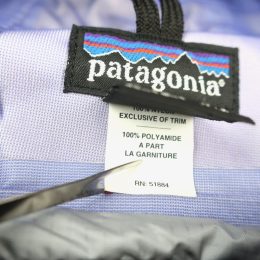 patagonia
EXCLUSIVE OF TRIM
100% POLYAMIDE
A PART
LA GARNITURE
RN: 51884